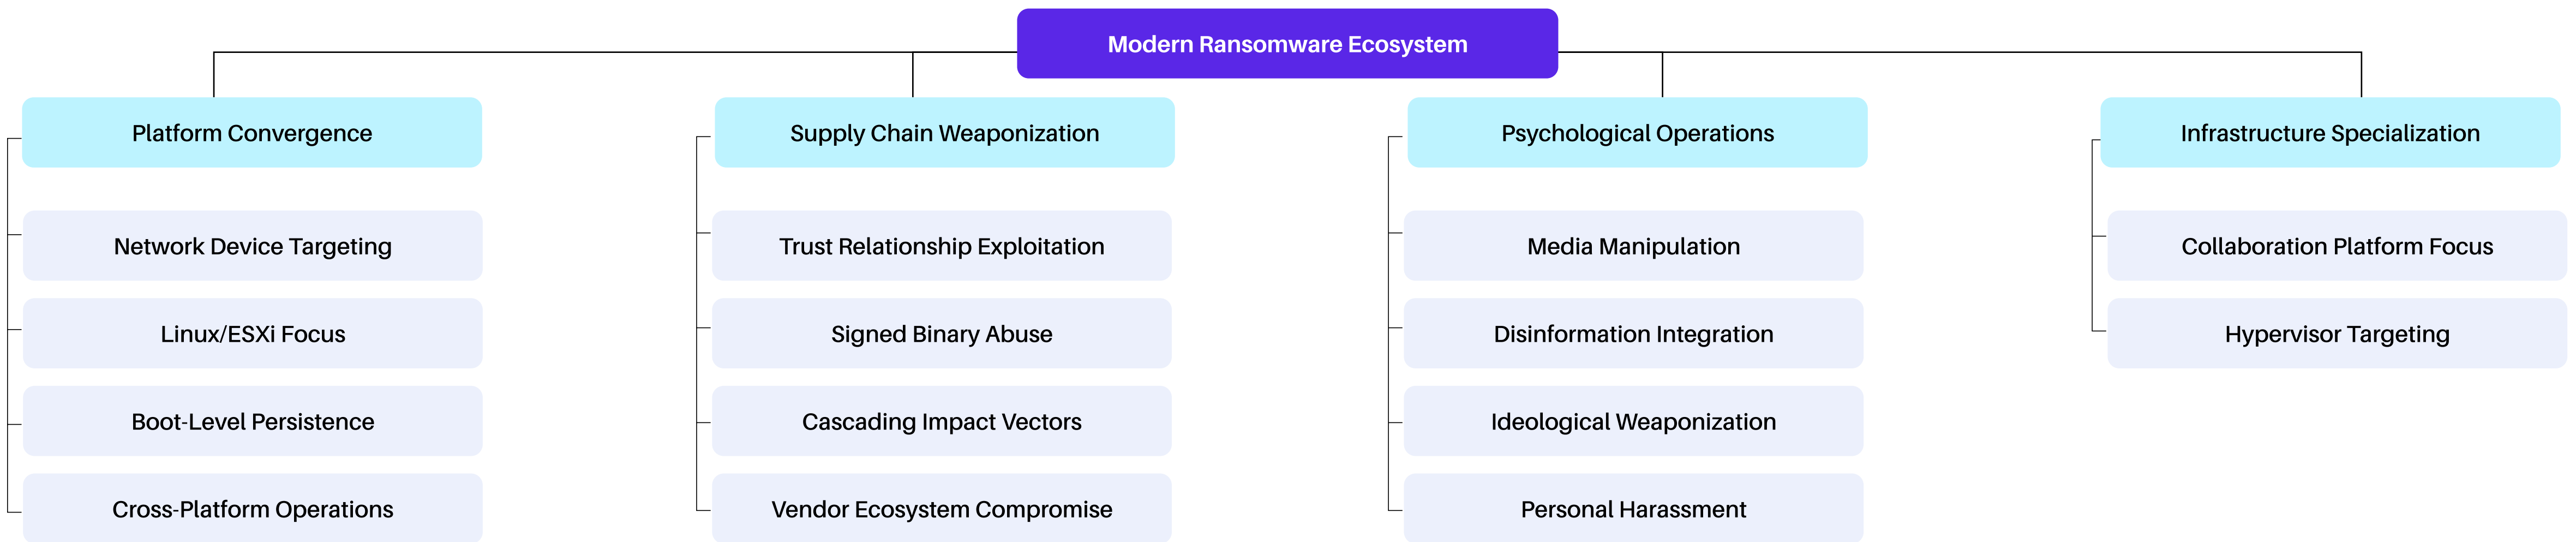 Modern Ransomware Ecosystem
Platform Convergence
Network Device Targeting
Linux/ESXi Focus
Boot-Level Persistence
Cross-Platform Operations
Supply Chain Weaponization
Trust Relationship Exploitation
Signed Binary Abuse
Cascading Impact Vectors
Vendor Ecosystem Compromise
Psychological Operations
Media Manipulation
Disinformation Integration
Ideological Weaponization
Personal Harassment
Infrastructure Specialization
Collaboration Platform Focus
Hypervisor Targeting